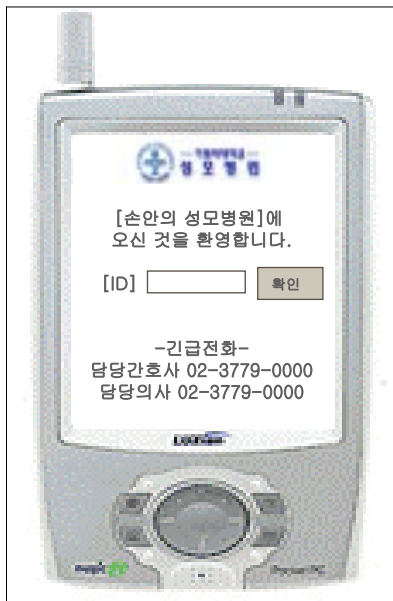 성모병원
[손안의 성모병원]에
오신 것을 환영합니다.
[ID] 확인
-긴급전화-
담당간호사 02-3779-0000
담당의사 02-3779-0000